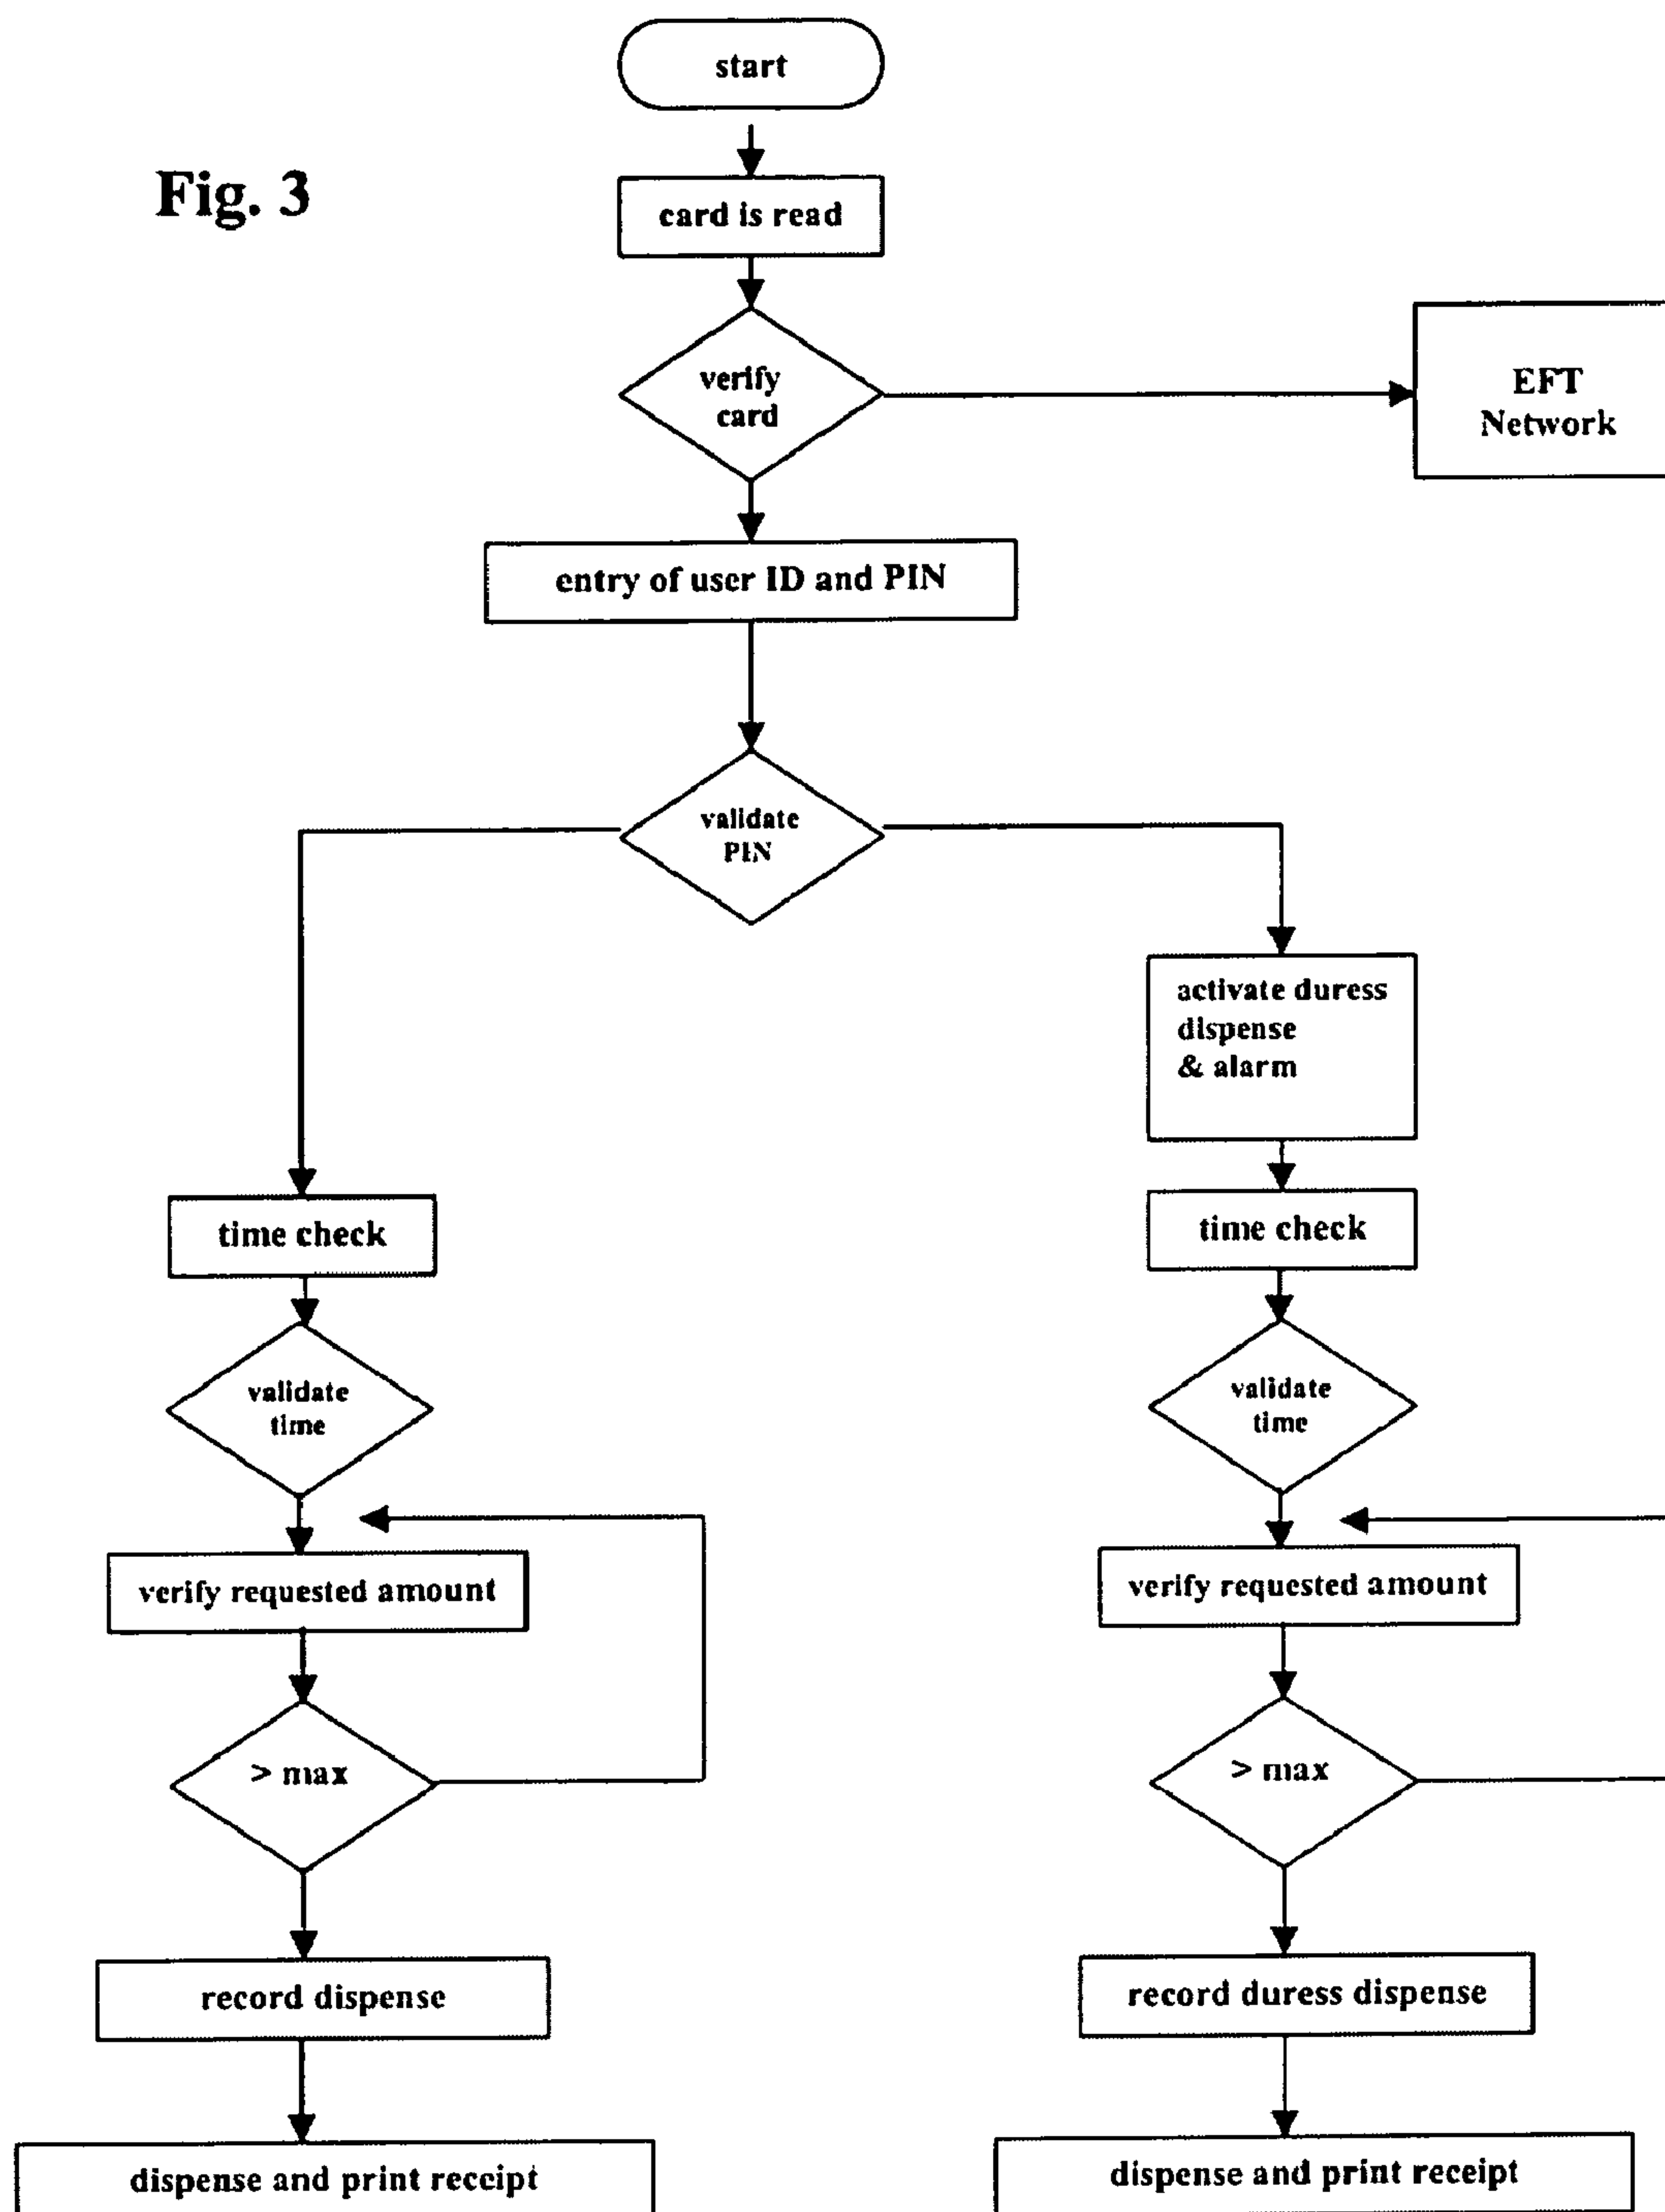 start
Fig. 3
card is read
verify
card
EFT
Network
entry of user ID and PIN
validate
PIN
activate duress
dispense
& alarm
time check
time check
validate
time
validate
time
verify requested amount
verify requested amount
> max
> max
record dispense
record duress dispense
dispense and print receipt
dispense and print receipt